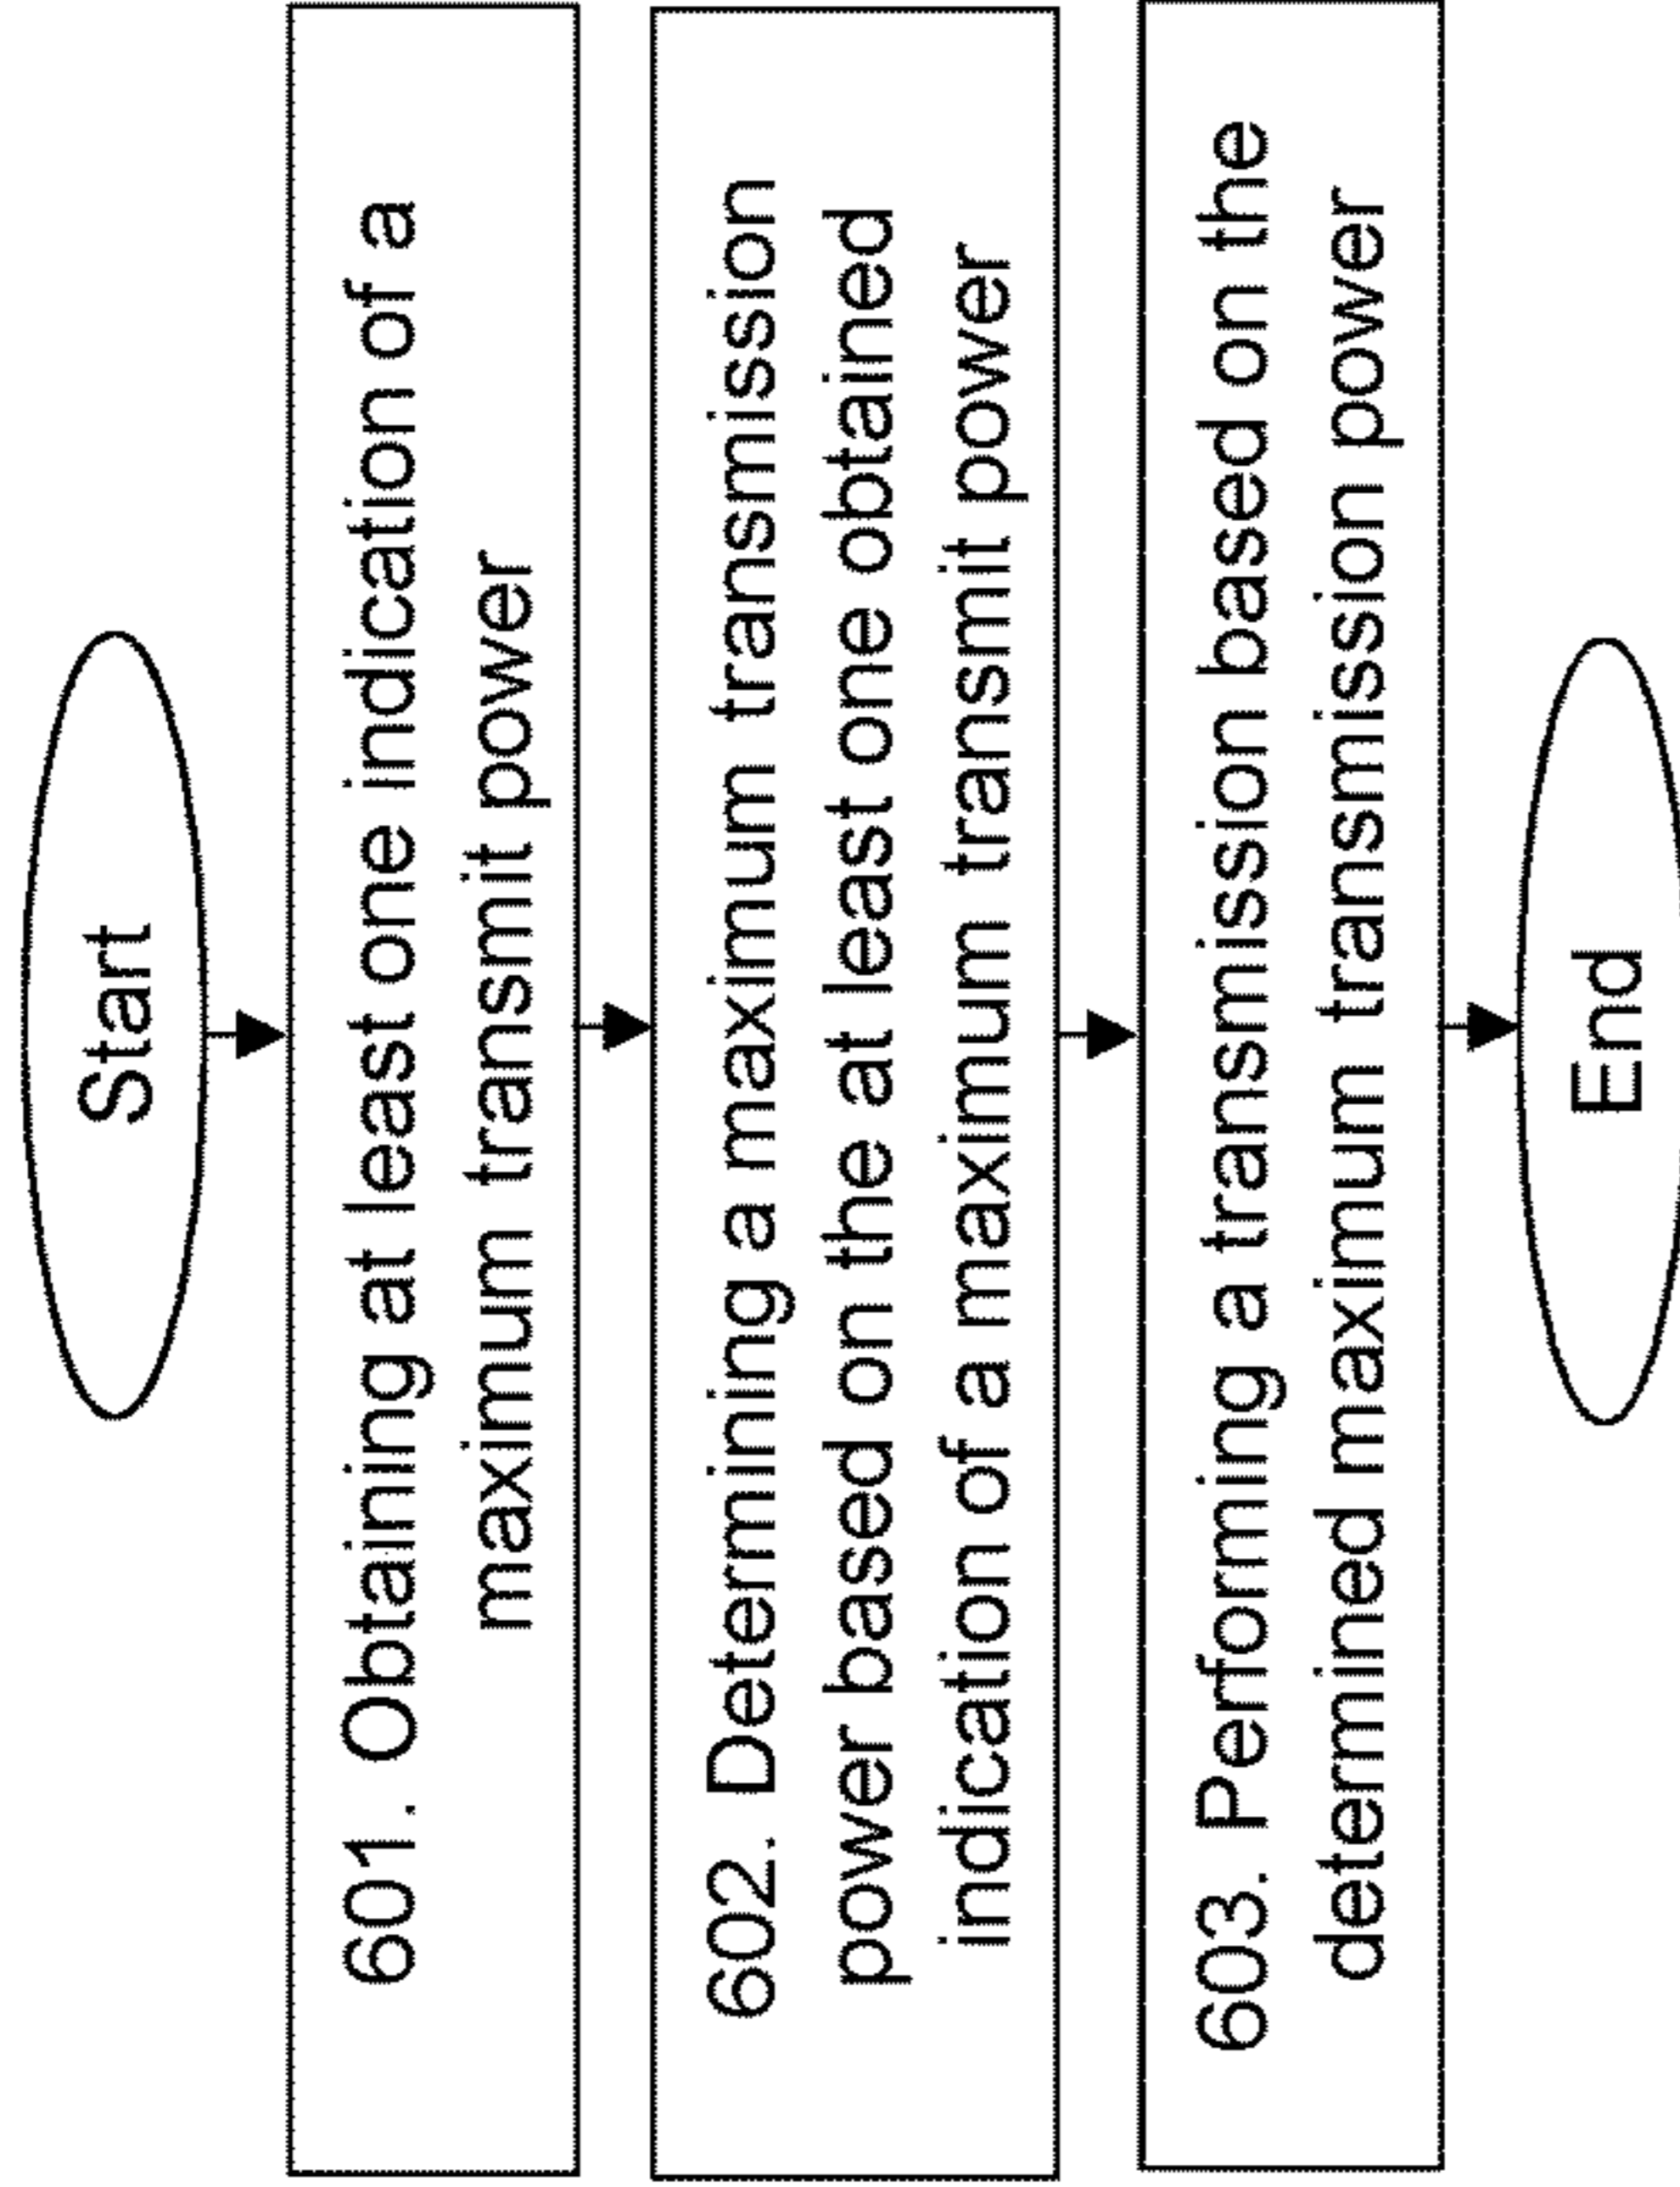 Start
601. Obtaining at least one indication of a
maximum transmit power
602. Determining a maximum transmission
power based on the at least one obtained
indication of a maximum transmit power
603. Performing a transmission based on the
determined maximum transmission power
End